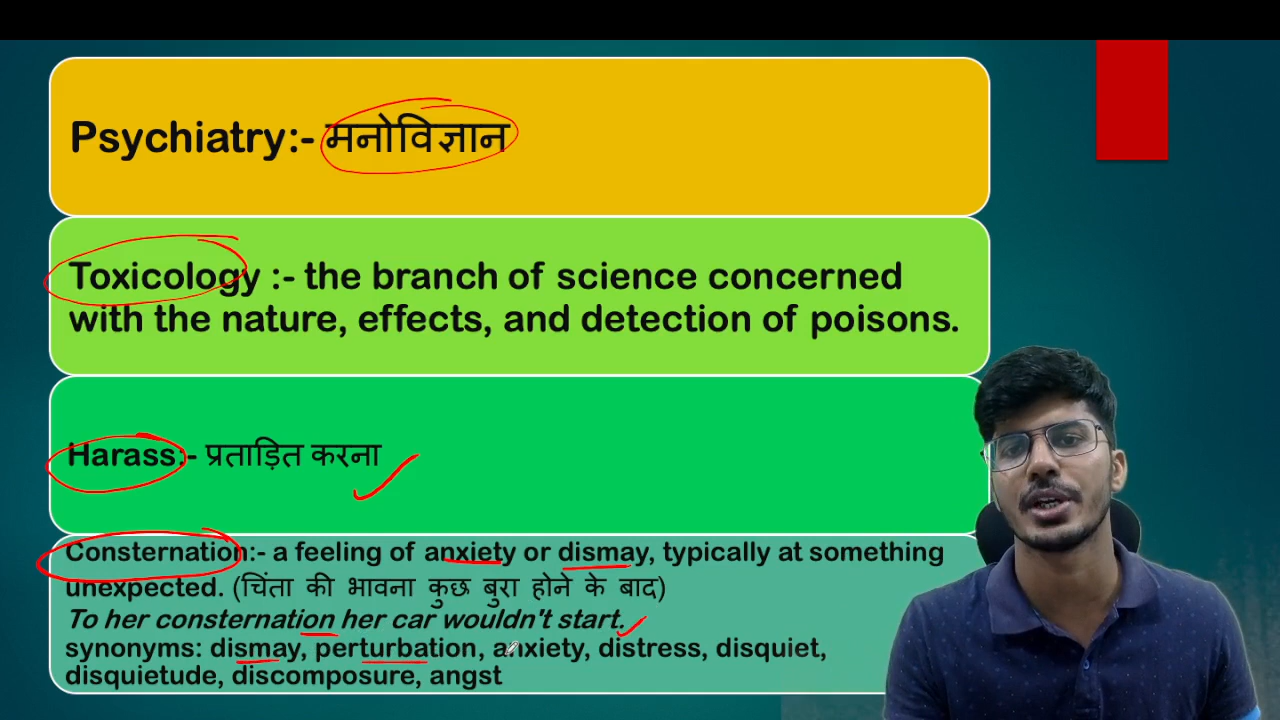 Psychiatry:- मनोविज्ञान
Toxicology :- the branch of science concerned
with the nature, effects, and detection of poisons.
Harass:- प्रताड़ित करना
Consternation:- a feeling of anxiety or dismay, typically at something
unexpected. (चिंता की भावना कुछ बुरा होने के बाद)
To her consternation her car wouldn't start.
synonyms: dismay, perturbation, anxiety, distress, disquiet,
disquietude, discomposure, angst